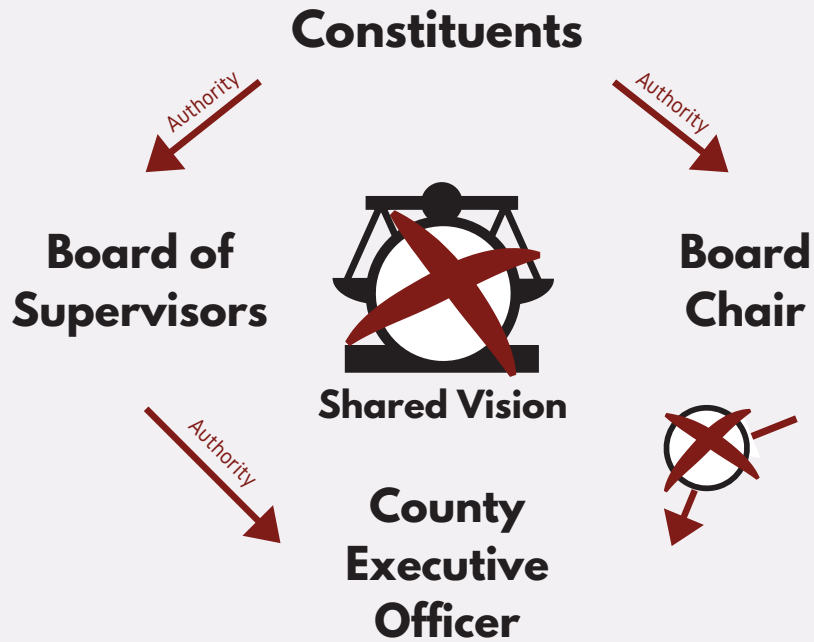 Constituents
Authority
Authority
Board of
Supervisors
Board
Chair
Shared Vision
Authority
County
Executive
Officer